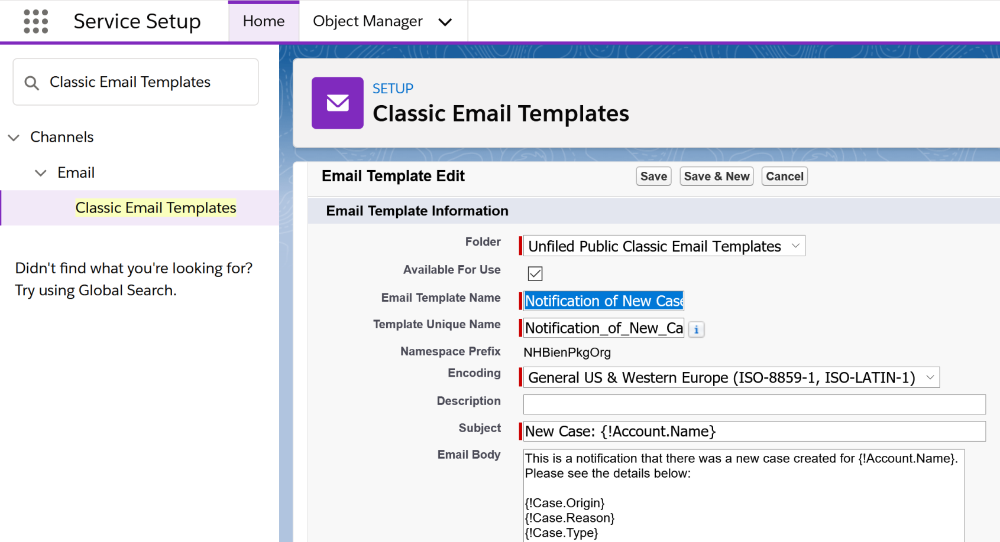 Service Setup
Home
Object Manager
Classic Email Templates
Channels
Email
Classic Email Templates
Didn't find what you're looking for?
Try using Global Search.
SETUP
Classic Email Templates
Email Template Edit
Save
Save & New
Cancel
Email Template Information
Folder
Unfiled Public Classic Email Templates
Available For Use
Email Template Name
Notification of New Case
Template Unique Name
Notification_of_New_Ca
i
Namespace Prefix
NHBienPkgOrg
Encoding
General US & Western Europe (ISO-8859-1, ISO-LATIN-1)
Description
Subject
New Case: {!Account.Name}
Email Body
This is a notification that there was a new case created for {!Account.Name}.
Please see the details below:
{!Case.Origin}
{!Case.Reason}
{!Case.Type}